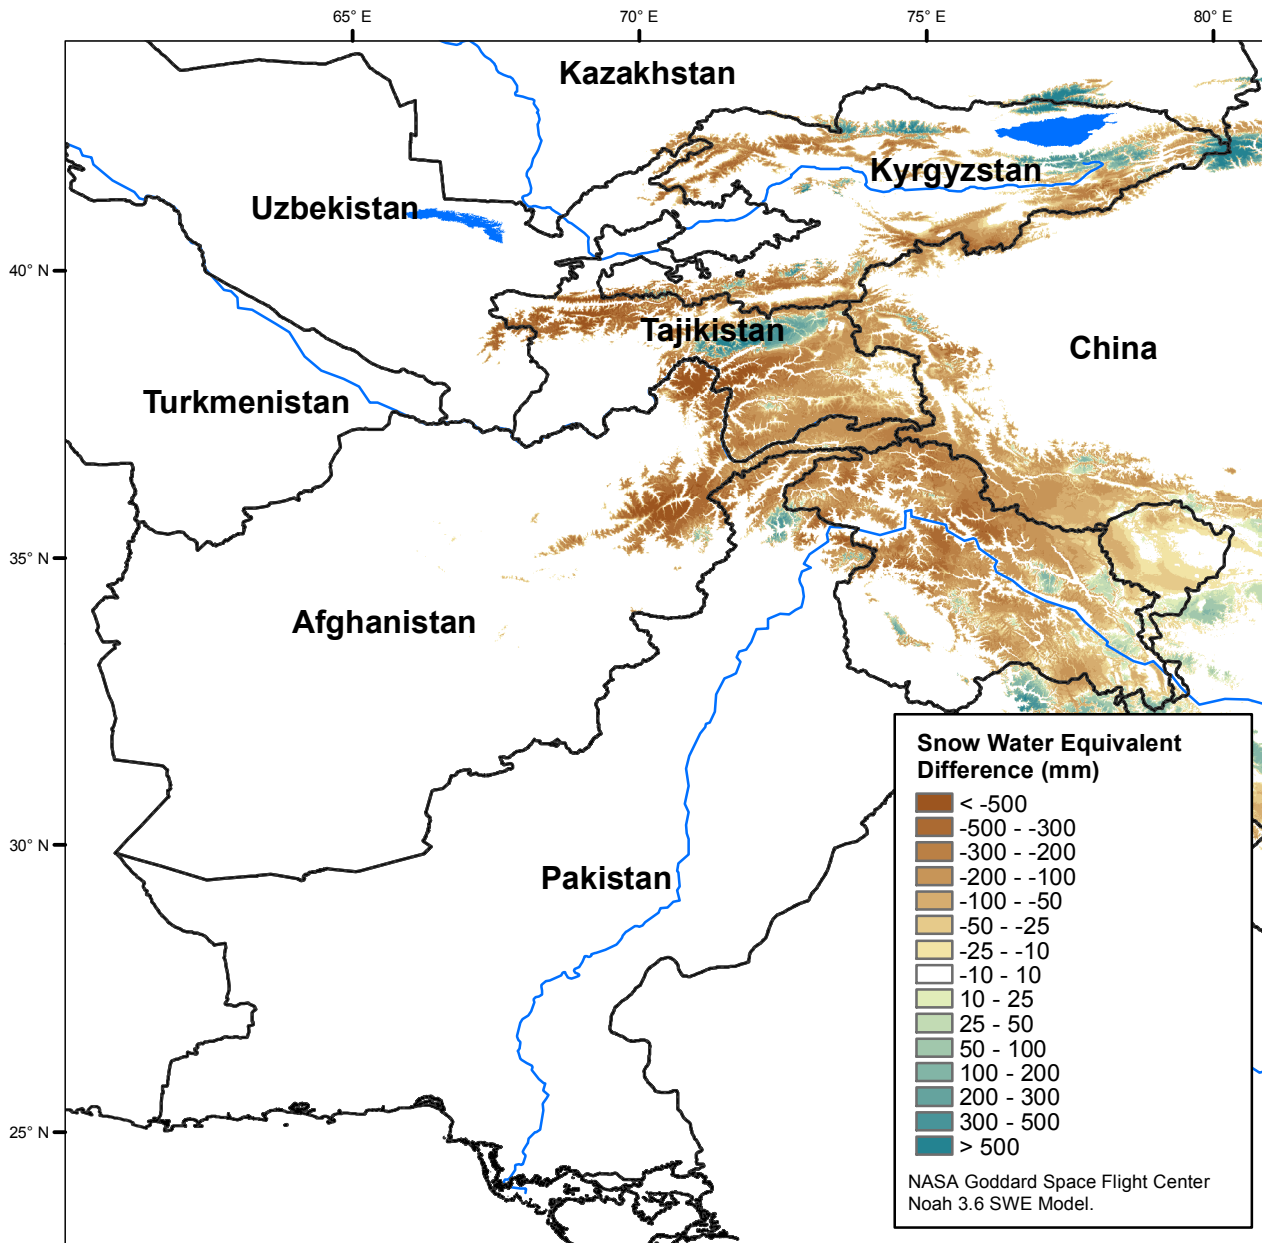 65° E
70° E
75° E
80° E
Kazakhstan
Kyrgyzstan
Uzbekistan
40° N
Tajikistan
China
Turkmenistan
35° N
Afghanistan
30° N
Pakistan
25° N
Snow Water Equivalent
Difference (mm)
< -500
-500 - -300
-300 - -200
-200 - -100
-100 - -50
-50 - -25
-25 - -10
-10 - 10
10 - 25
25 - 50
50 - 100
100 - 200
200 - 300
300 - 500
> 500
NASA Goddard Space Flight Center
Noah 3.6 SWE Model.